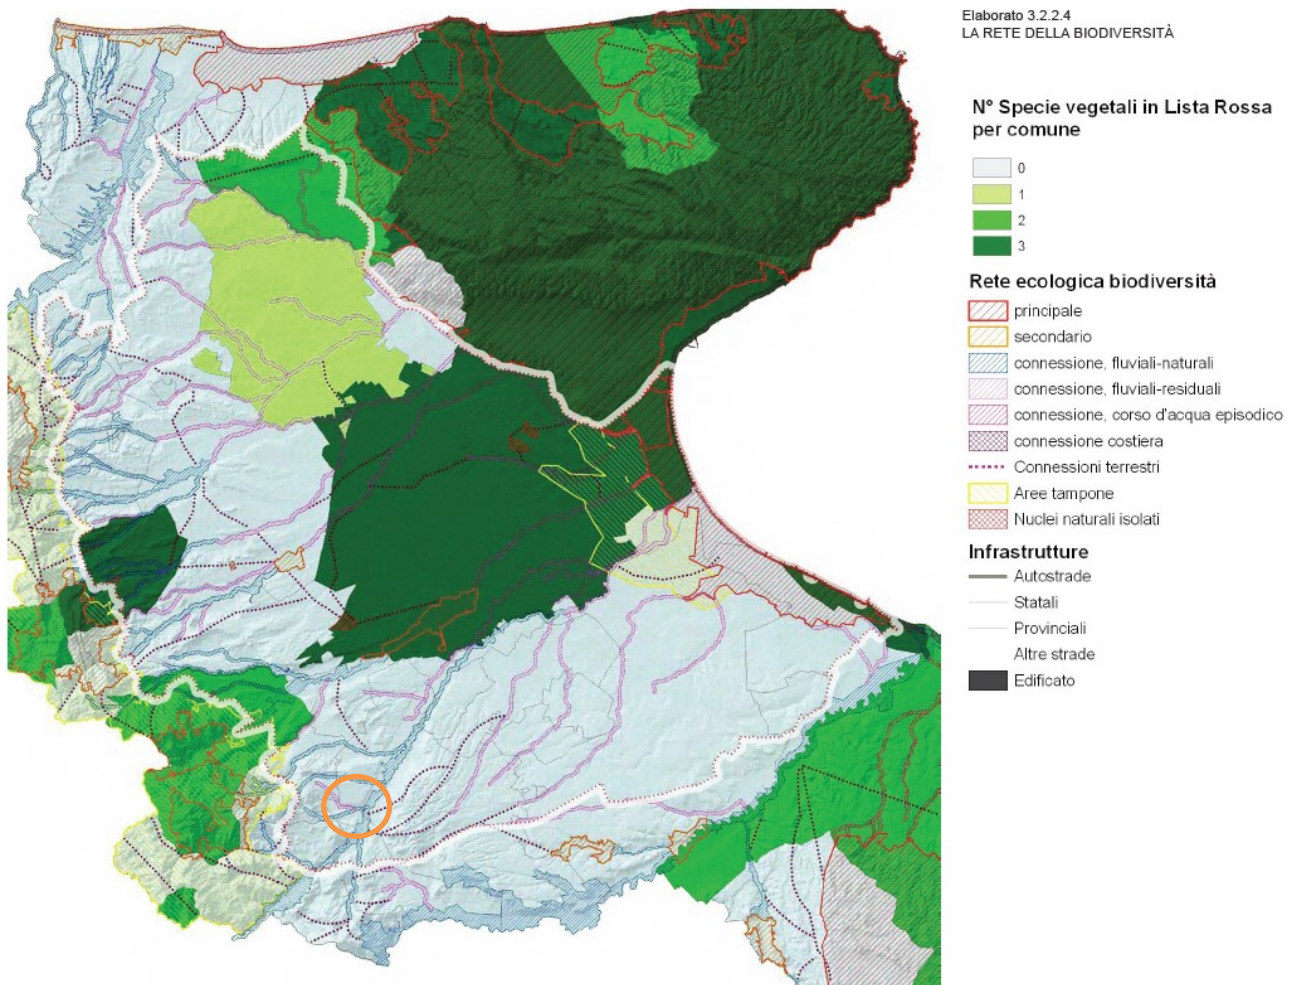 Elaborato 3.2.2.4
LA RETE DELLA BIODIVERSITÀ
N° Specie vegetali in Lista Rossa
per comune
0
1
2
3
Rete ecologica biodiversità
principale
secondario
connessione, fluviali-naturali
connessione, fluviali-residuali
connessione, corso d'acqua episodico
connessione costiera
Connessioni terrestri
Aree tampone
Nuclei naturali isolati
Infrastrutture
Autostrade
Statali
Provinciali
Altre strade
Edificato